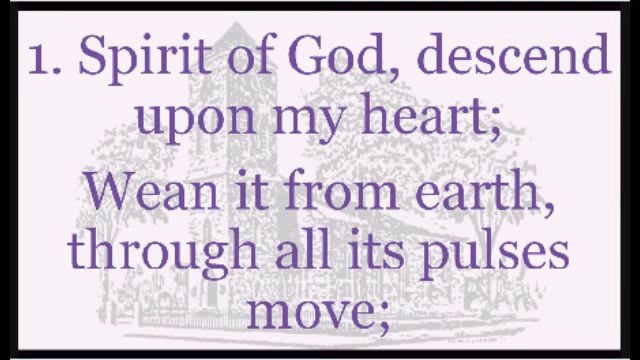 1. Spirit of God, descend
upon my heart;
Wean it from earth,
through all its pulses
move;